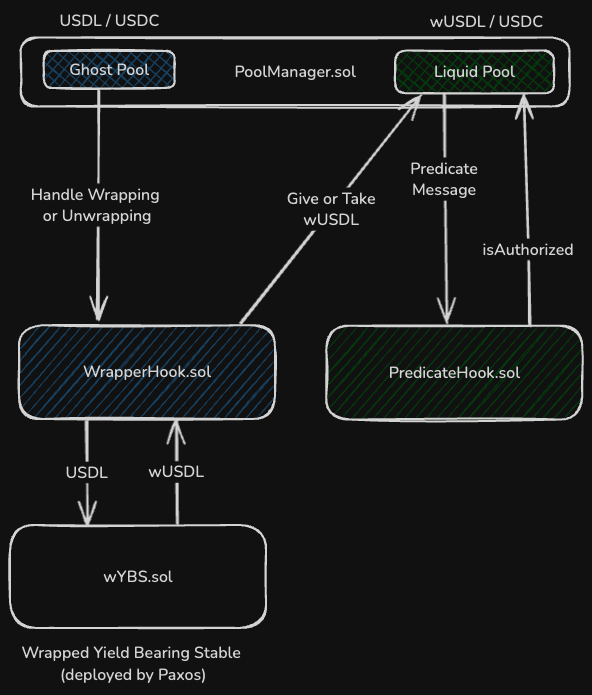 USDL / USDC
wUSDL / USDC
Ghost Pool
PoolManager.sol
Liquid Pool
Handle Wrapping
or Unwrapping
Give or Take
wUSDL
Predicate
Message
isAuthorized
WrapperHook.sol
PredicateHook.sol
USDL
wUSDL
wYBS.sol
Wrapped Yield Bearing Stable
(deployed by Paxos)